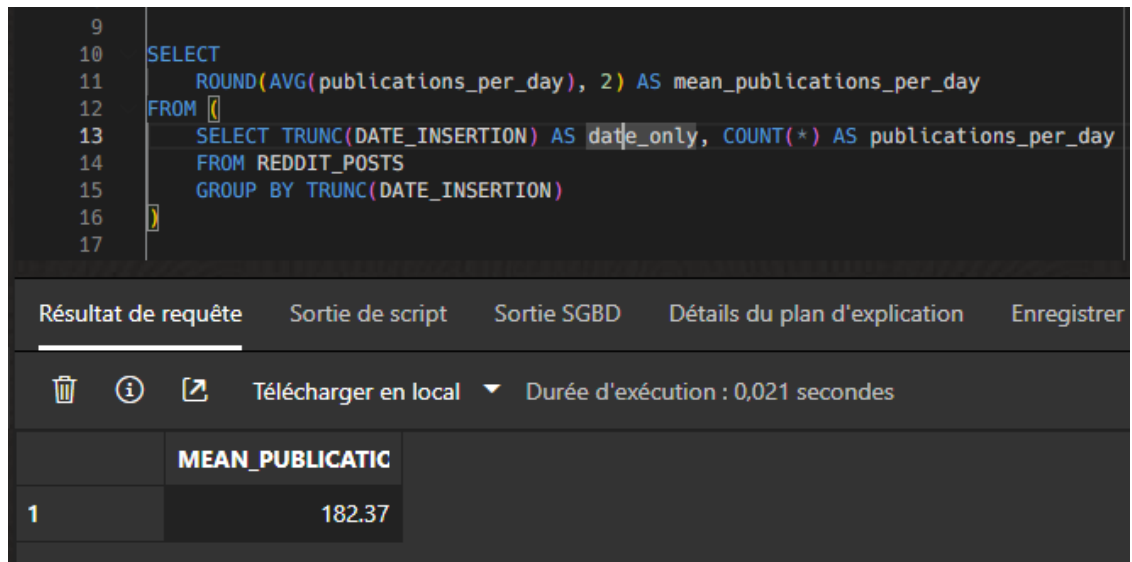 9
10 SELECT
11 ROUND(AVG(publications_per_day), 2) AS mean_publications_per_day
12 FROM (
13 SELECT TRUNC(DATE_INSERTION) AS date_only, COUNT(*) AS publications_per_day
14 FROM REDDIT_POSTS
15 GROUP BY TRUNC(DATE_INSERTION)
16 )
17
Résultat de requête Sortie de script Sortie SGBD Détails du plan d'explication Enregistrer
Télécharger en local Durée d'exécution : 0,021 secondes
MEAN_PUBLICATIC
1 182.37